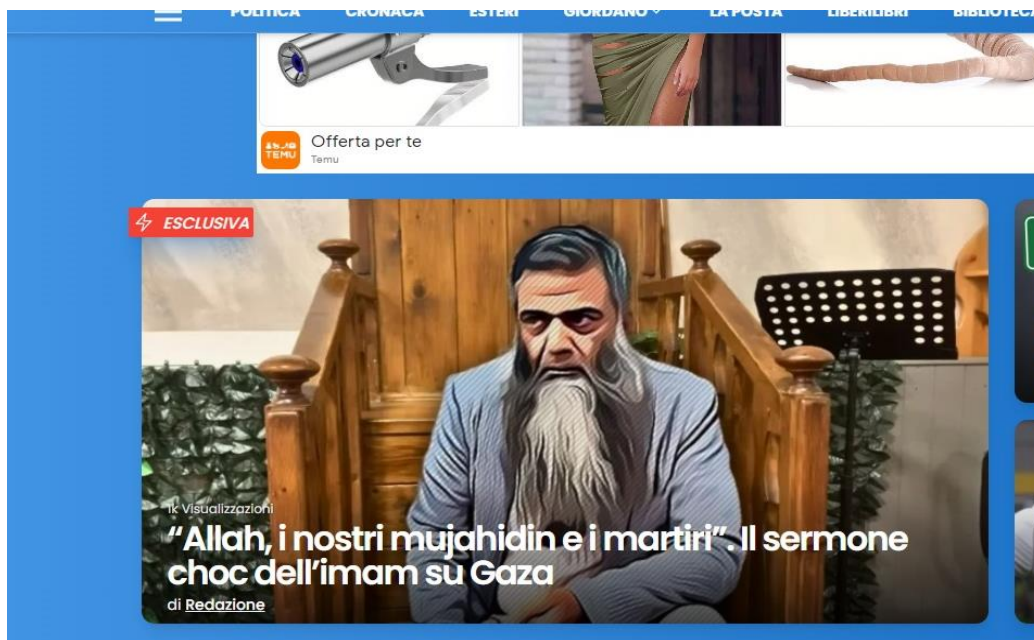 POLITICA CRONACA ESTERI GIORDANO LA POSTA LIBERILIBRI BIBLIOTECA
Offerta per te
TEMU
Temu
ESCLUSIVA
1k Visualizzazioni
“Allah, i nostri mujahidin e i martiri”. Il sermone
choc dell’imam su Gaza
di Redazione